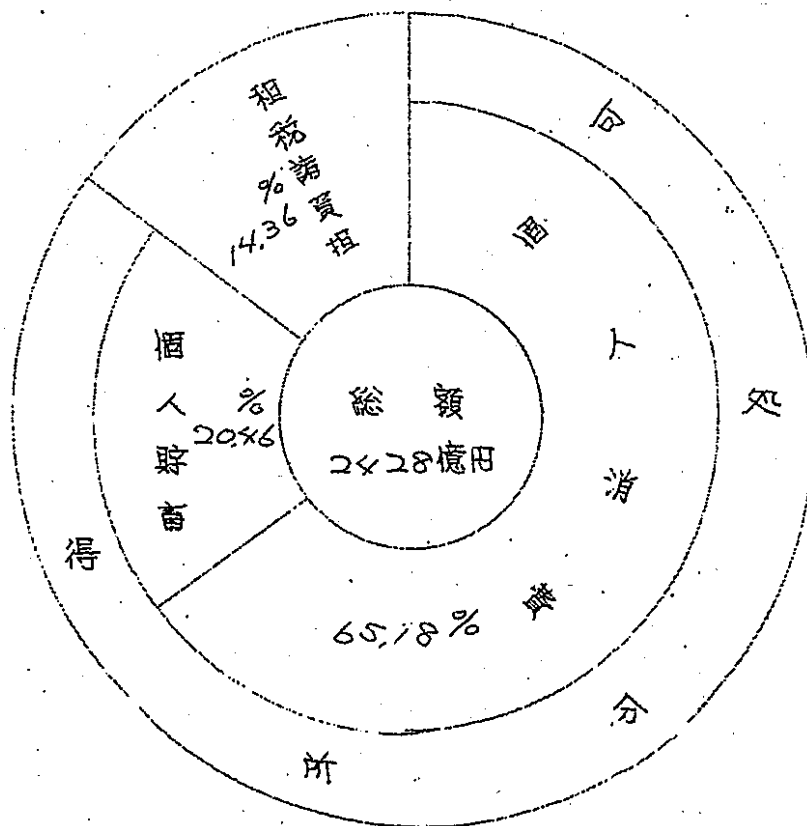 総額
2428億円
可処分所得
個人消費
65.18%
個人貯蓄
20.46%
租税諸負担
14.36%